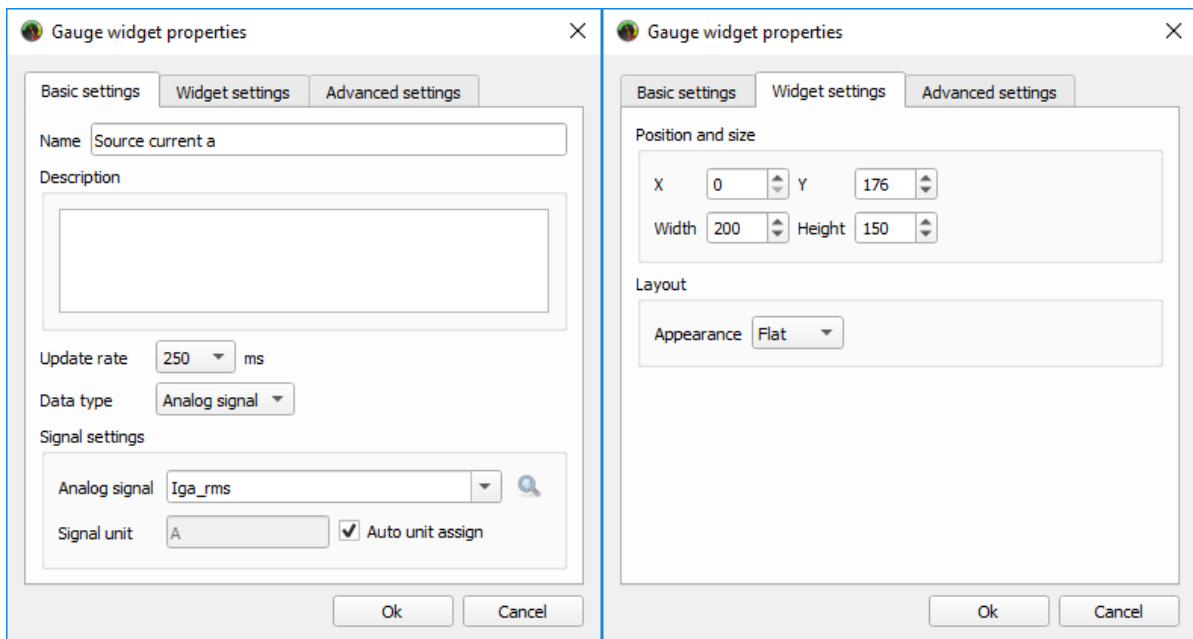 Gauge widget properties
Basic settings Widget settings Advanced settings
Name Source current a
Description
Update rate 250 ms
Data type Analog signal
Signal settings
Analog signal Iga_rms
Signal unit A Auto unit assign
Ok Cancel
Gauge widget properties
Basic settings Widget settings Advanced settings
Position and size
X 0 Y 176
Width 200 Height 150
Layout
Appearance Flat
Ok Cancel